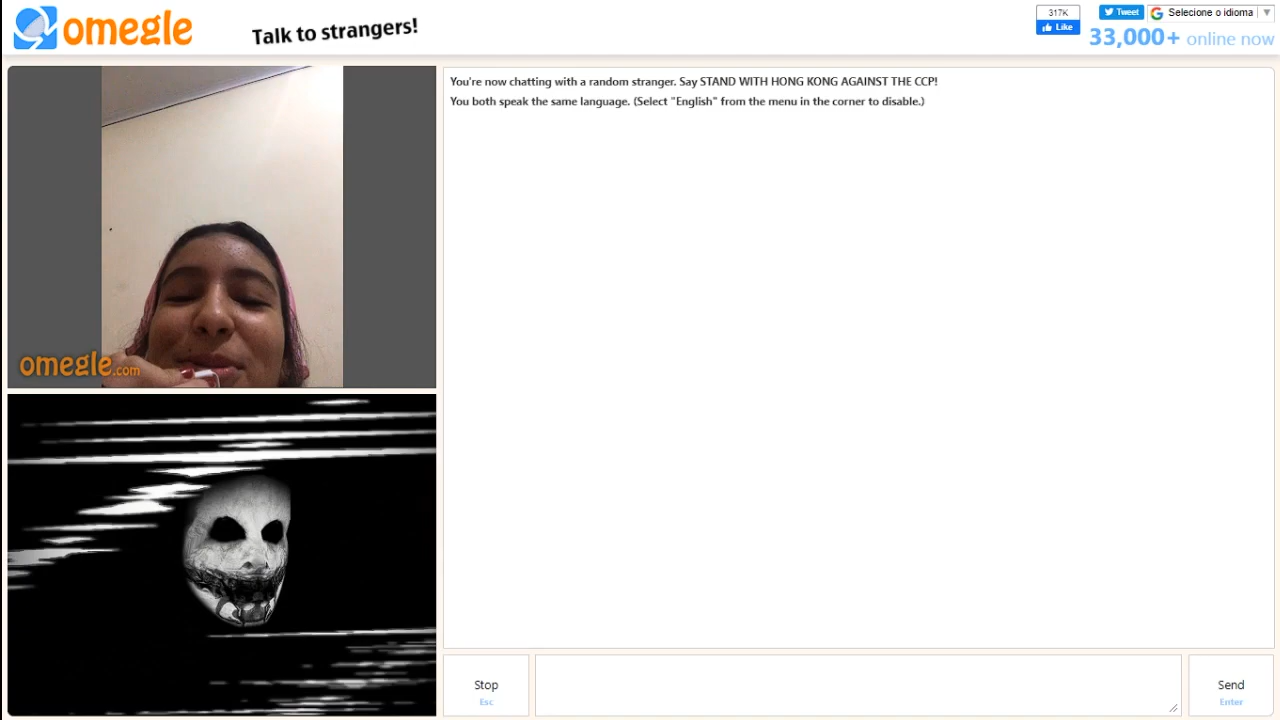 omegle
Talk to strangers!
317K
Like
Tweet
Selecione o idioma
33,000+ online now
You're now chatting with a random stranger. Say STAND WITH HONG KONG AGAINST THE CCP!
You both speak the same language. (Select "English" from the menu in the corner to disable.)
omegle.com
Stop
Esc
Send
Enter